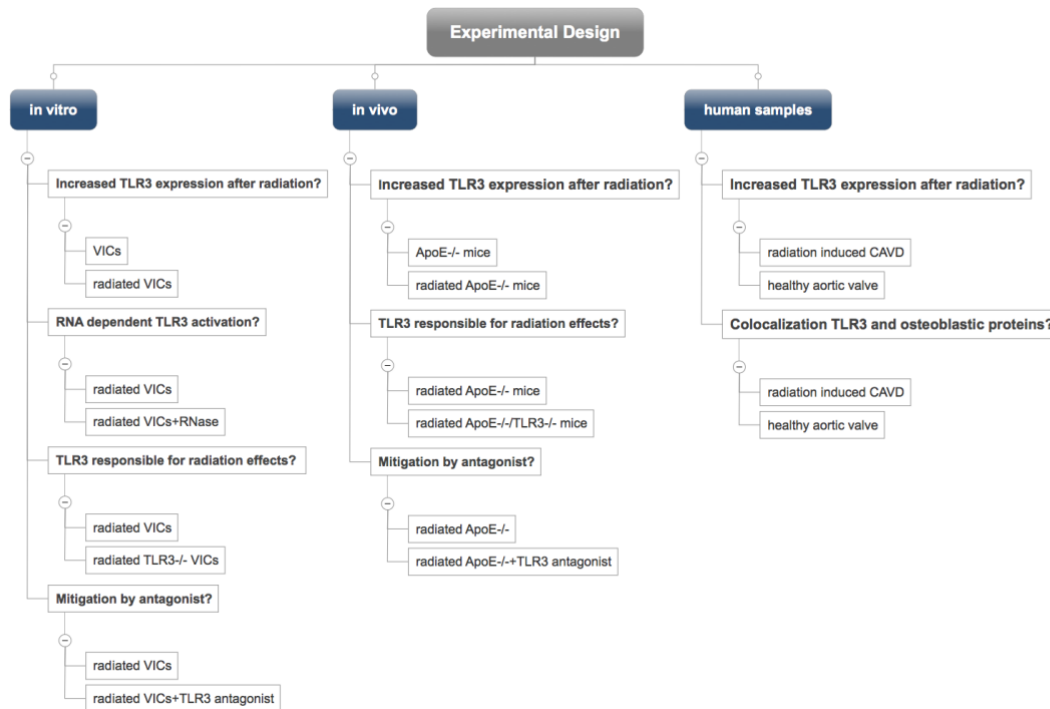 Experimental Design
in vitro
Increased TLR3 expression after radiation?
VICs
radiated VICs
RNA dependent TLR3 activation?
radiated VICs
radiated VICs+RNase
TLR3 responsible for radiation effects?
radiated VICs
radiated TLR3-/- VICs
Mitigation by antagonist?
radiated VICs
radiated VICs+TLR3 antagonist
in vivo
Increased TLR3 expression after radiation?
ApoE-/- mice
radiated ApoE-/- mice
TLR3 responsible for radiation effects?
radiated ApoE-/- mice
radiated ApoE-/-/TLR3-/- mice
Mitigation by antagonist?
radiated ApoE-/-
radiated ApoE-/-+TLR3 antagonist
human samples
Increased TLR3 expression after radiation?
radiation induced CAVD
healthy aortic valve
Colocalization TLR3 and osteoblastic proteins?
radiation induced CAVD
healthy aortic valve